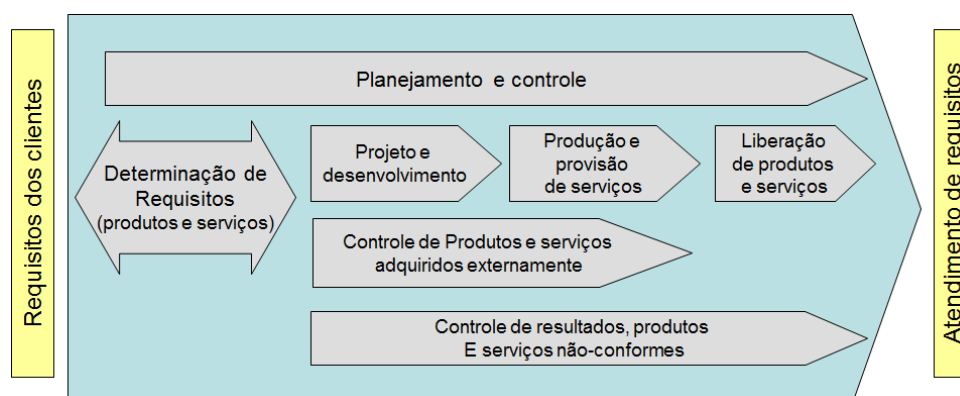 Requisitos dos clientes
Planejamento e controle
Determinação de
Requisitos
(produtos e serviços)
Projeto e
desenvolvimento
Produção e
provisão
de serviços
Liberação
de produtos
e serviços
Controle de Produtos e serviços
adquiridos externamente
Controle de resultados, produtos
E serviços não-conformes
Atendimento de requisitos